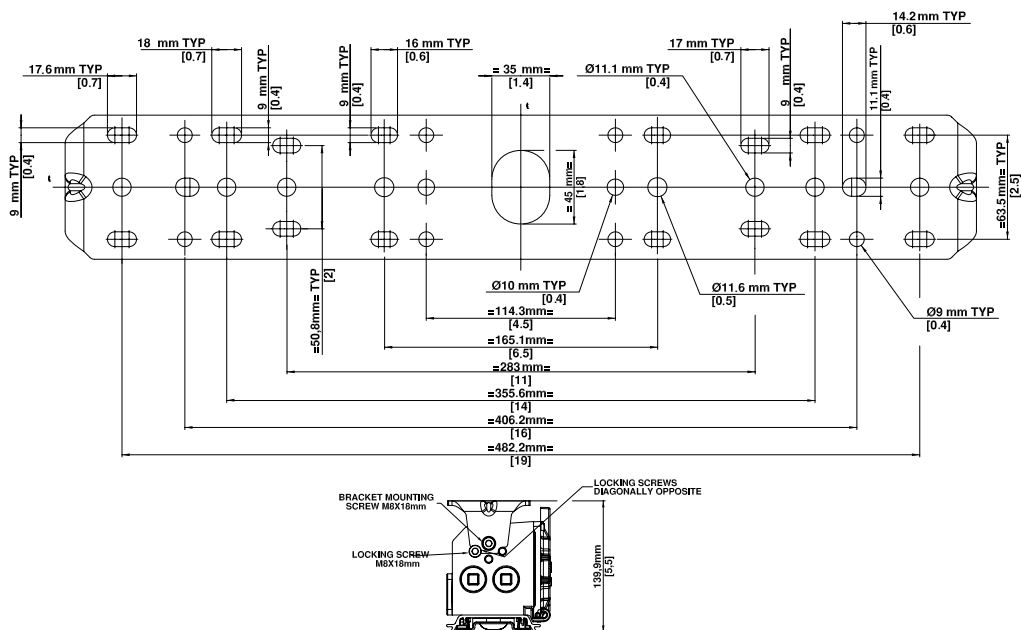 14.2 mm TYP
[0.6]
18 mm TYP
[0.7]
16 mm TYP
[0.6]
= 35 mm=
[1.4]
17 mm TYP
[0.7]
17.6 mm TYP
[0.7]
9 mm TYP
[0.4]
9 mm TYP
[0.4]
Ø11.1 mm TYP
[0.4]
9 mm TYP
[0.4]
11.1 mm TYP
[0.4]
9 mm TYP
[0.4]
= 45 mm=
[1,8]
=63.5mm= TYP
[2.5]
=50,8mm= TYP
[2]
Ø10 mm TYP
[0.4]
Ø11.6 mm TYP
[0.5]
Ø9 mm TYP
[0.4]
=114.3mm=
[4.5]
=165.1mm=
[6.5]
=283mm=
[11]
=355.6mm=
[14]
=406.2mm=
[16]
=482.2mm=
[19]
BRACKET MOUNTING
SCREW M8X18mm
LOCKING SCREWS
DIAGONALLY OPPOSITE
LOCKING SCREW
M8X18mm
139,9mm
[5,5]